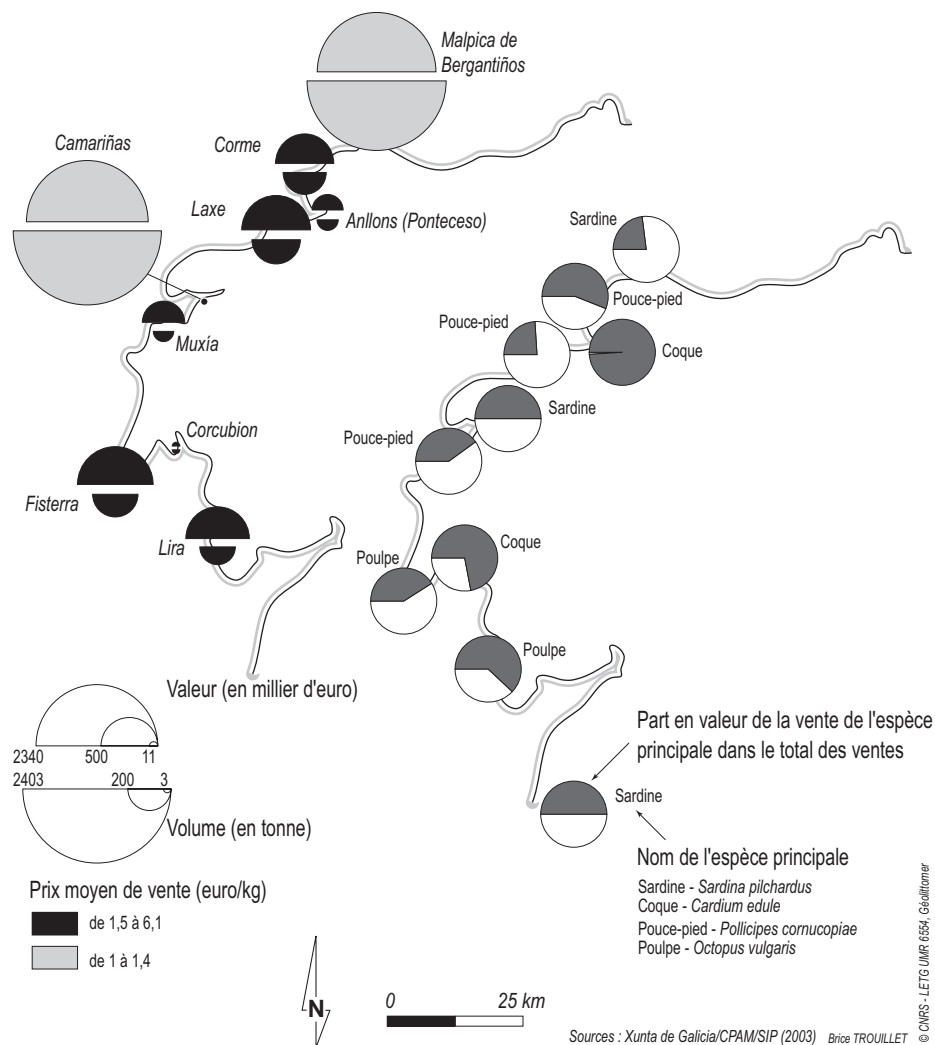 Malpica de
Bergantiños
Camariñas
Corme
Laxe
Anllons (Ponteceso)
Muxía
Corcubion
Fisterra
Lira
Sardine
Pouce-pied
Pouce-pied
Coque
Sardine
Pouce-pied
Coque
Poulpe
Poulpe
Valeur (en millier d'euro)
2340 500 11
2403 200 3
Volume (en tonne)
Prix moyen de vente (euro/kg)
de 1,5 à 6,1
de 1 à 1,4
Part en valeur de la vente de l'espèce
principale dans le total des ventes
Sardine
Nom de l'espèce principale
Sardine - Sardina pilchardus
Coque - Cardium edule
Pouce-pied - Pollicipes cornucopiae
Poulpe - Octopus vulgaris
N
0 25 km
Sources : Xunta de Galicia/CPAM/SIP (2003) Brice TROUILLET
© CNRS - LETG UMR 6554, Géolittomer